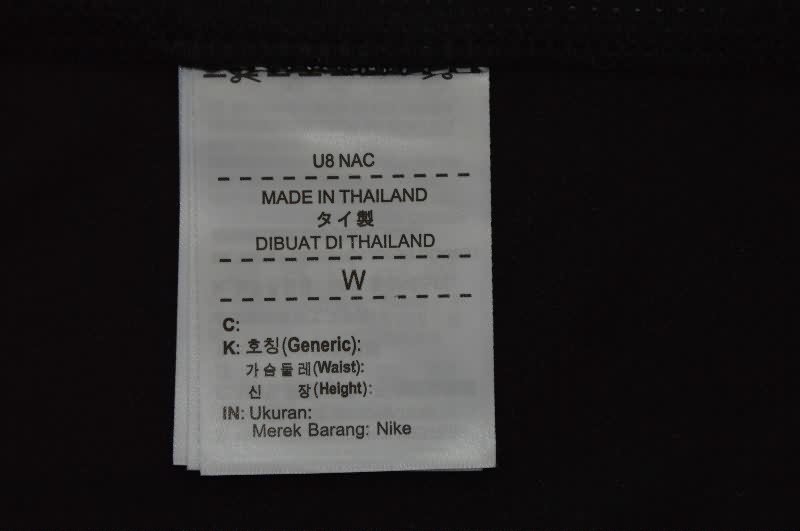 U8 NAC
MADE IN THAILAND
タイ製
DIBUAT DI THAILAND
W
C:
K: 호칭(Generic):
가슴둘레(Waist):
신 장(Height):
IN: Ukuran:
Merek Barang: Nike